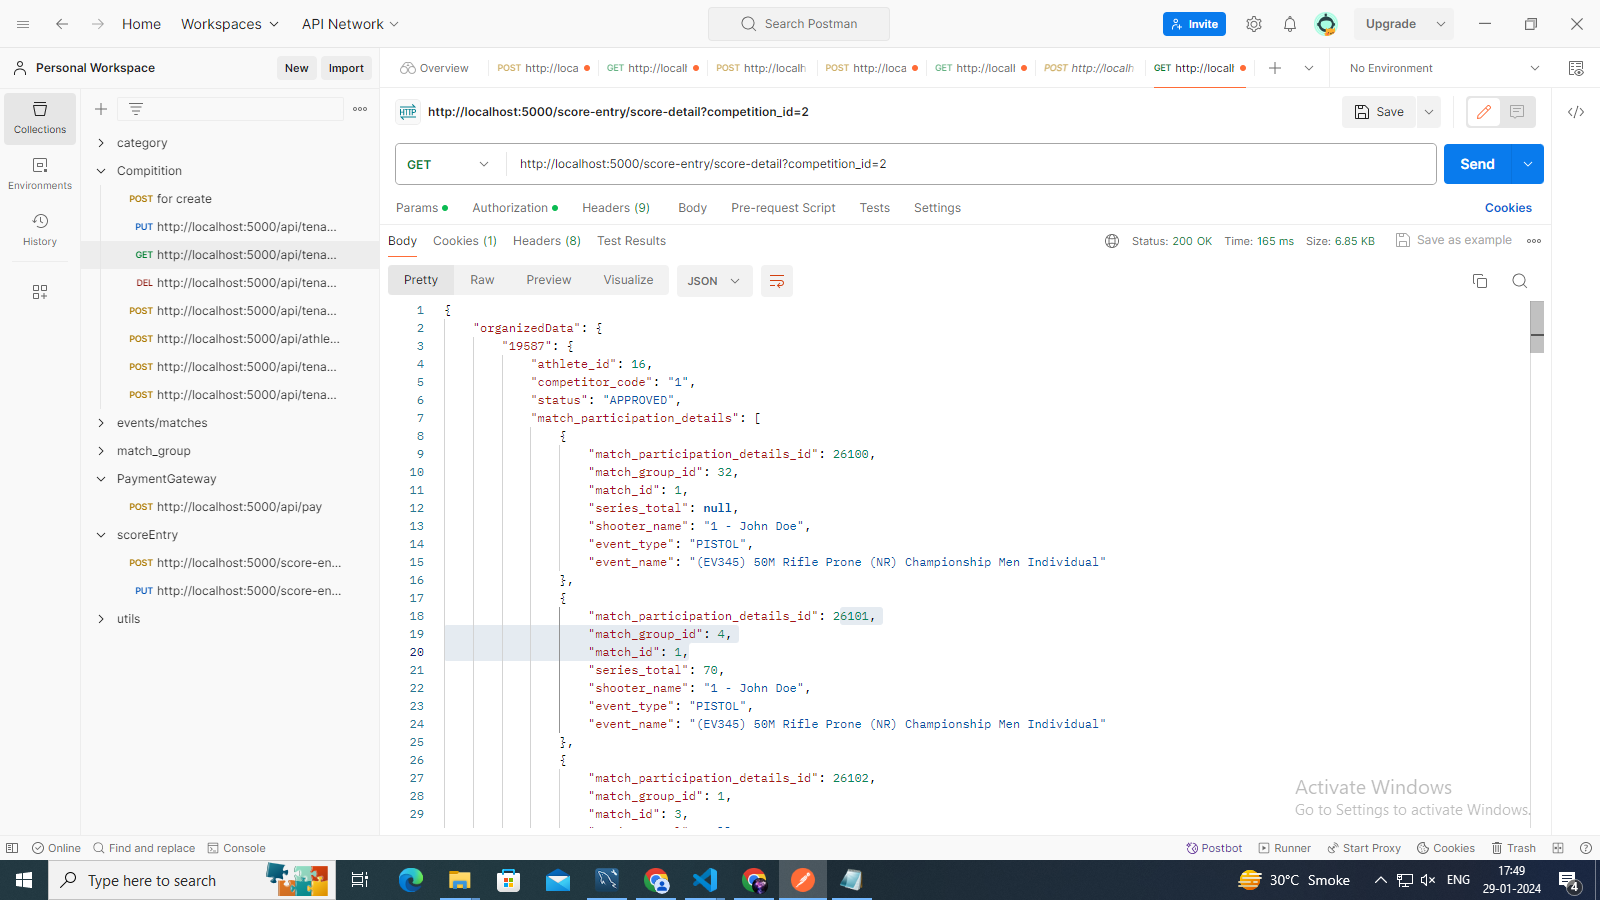 Home Workspaces API Network Search Postman Invite Upgrade
Personal Workspace New Import Overview POST http://loca GET http://locall POST http://localh POST http://loca GET http://locall POST http://localh GET http://locall No Environment
Collections
Environments
History
category
Compitition
POST for create
PUT http://localhost:5000/api/tena...
GET http://localhost:5000/api/tena...
DEL http://localhost:5000/api/tena...
POST http://localhost:5000/api/tena...
POST http://localhost:5000/api/athle...
POST http://localhost:5000/api/tena...
POST http://localhost:5000/api/tena...
events/matches
match_group
PaymentGateway
POST http://localhost:5000/api/pay
scoreEntry
POST http://localhost:5000/score-en...
PUT http://localhost:5000/score-en...
utils
HTTP http://localhost:5000/score-entry/score-detail?competition_id=2 Save
GET http://localhost:5000/score-entry/score-detail?competition_id=2 Send
Params Authorization Headers (9) Body Pre-request Script Tests Settings Cookies
Body Cookies (1) Headers (8) Test Results Status: 200 OK Time: 165 ms Size: 6.85 KB Save as example
Pretty Raw Preview Visualize JSON
1 {
2 "organizedData": {
3 "19587": {
4 "athlete_id": 16,
5 "competitor_code": "1",
6 "status": "APPROVED",
7 "match_participation_details": [
8 {
9 "match_participation_details_id": 26100,
10 "match_group_id": 32,
11 "match_id": 1,
12 "series_total": null,
13 "shooter_name": "1 - John Doe",
14 "event_type": "PISTOL",
15 "event_name": "(EV345) 50M Rifle Prone (NR) Championship Men Individual"
16 },
17 {
18 "match_participation_details_id": 26101,
19 "match_group_id": 4,
20 "match_id": 1,
21 "series_total": 70,
22 "shooter_name": "1 - John Doe",
23 "event_type": "PISTOL",
24 "event_name": "(EV345) 50M Rifle Prone (NR) Championship Men Individual"
25 },
26 {
27 "match_participation_details_id": 26102,
28 "match_group_id": 1,
29 "match_id": 3,
Activate Windows
Go to Settings to activate Windows.
Online Find and replace Console Postbot Runner Start Proxy Cookies Trash
Type here to search 30°C Smoke ENG 17:49
29-01-2024 4